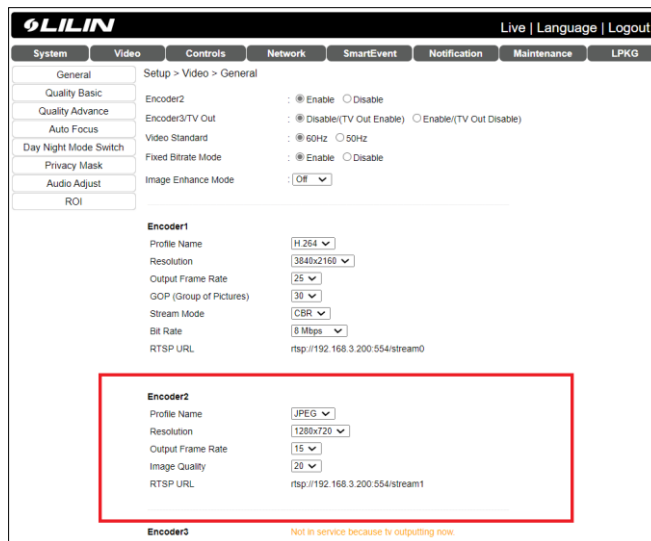 LILIN
Live | Language | Logout
System Video Controls Network SmartEvent Notification Maintenance LPKG
General
Quality Basic
Quality Advance
Auto Focus
Day Night Mode Switch
Privacy Mask
Audio Adjust
ROI
Setup > Video > General
Encoder2 : Enable Disable
Encoder3/TV Out : Disable/(TV Out Enable) Enable/(TV Out Disable)
Video Standard : 60Hz 50Hz
Fixed Bitrate Mode : Enable Disable
Image Enhance Mode : Off
Encoder1
Profile Name H.264
Resolution 3840x2160
Output Frame Rate 25
GOP (Group of Pictures) 30
Stream Mode CBR
Bit Rate 8 Mbps
RTSP URL rtsp://192.168.3.200:554/stream0
Encoder2
Profile Name JPEG
Resolution 1280x720
Output Frame Rate 15
Image Quality 20
RTSP URL rtsp://192.168.3.200:554/stream1
Encoder3 Not in service because tv outputting now.